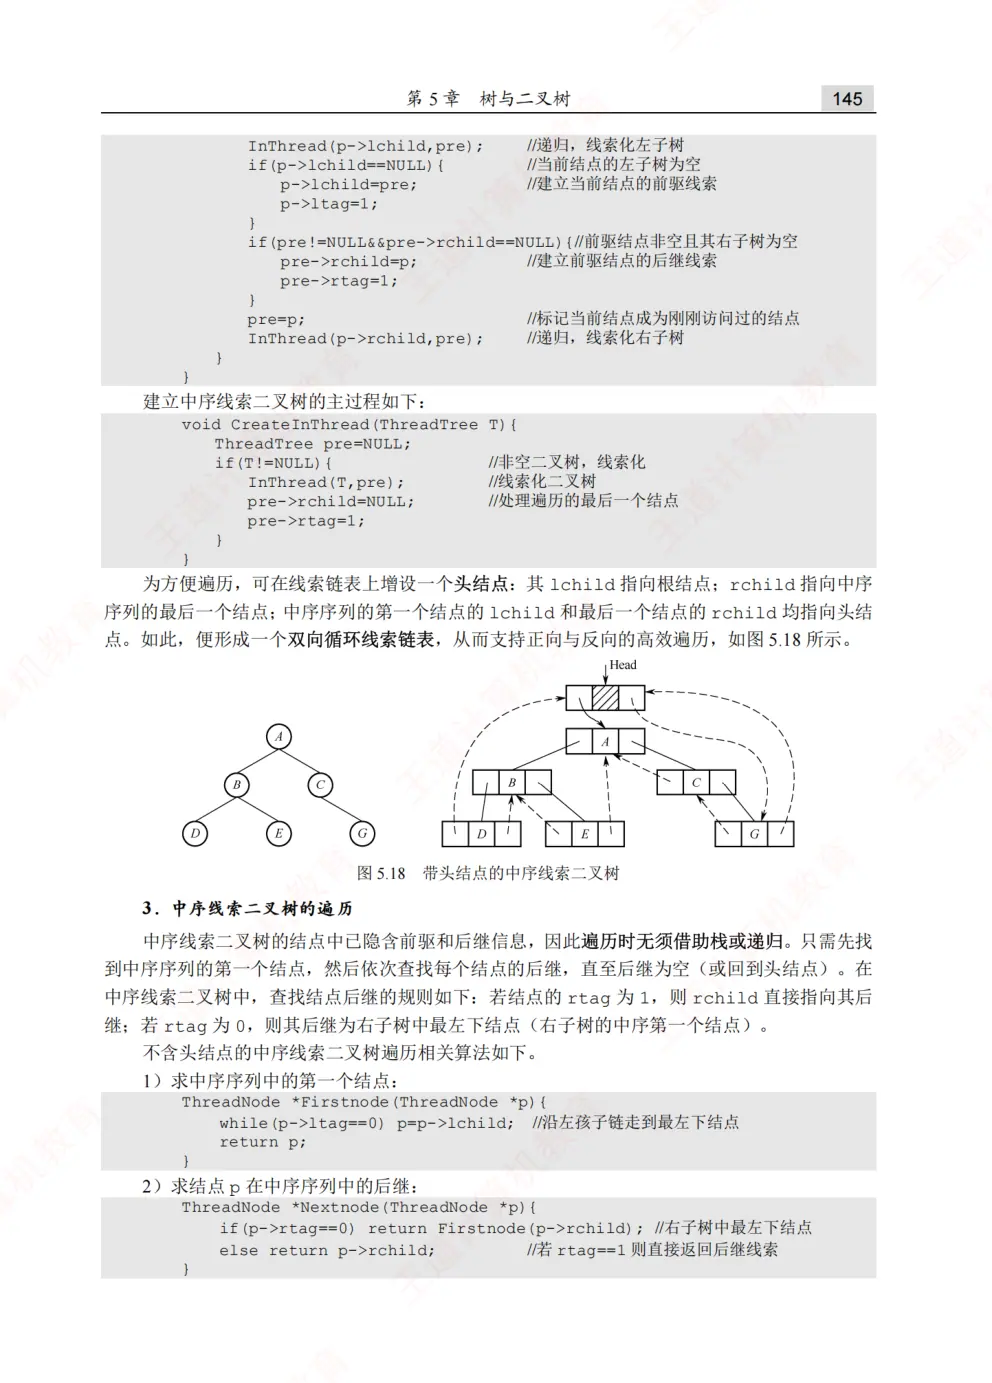 第 5 章　树与二叉树
145
InThread(p->lchild,pre);　//递归，线索化左子树
if(p->lchild==NULL){　//当前结点的左子树为空
p->lchild=pre;　//建立当前结点的前驱线索
p->ltag=1;
}
if(pre!=NULL&&pre->rchild==NULL){//前驱结点非空且其右子树为空
pre->rchild=p;　//建立前驱结点的后继线索
pre->rtag=1;
}
pre=p;　//标记当前结点成为刚刚访问过的结点
InThread(p->rchild,pre);　//递归，线索化右子树
}
}
建立中序线索二叉树的主过程如下：
void CreateInThread(ThreadTree T){
ThreadTree pre=NULL;
if(T!=NULL){　//非空二叉树，线索化
InThread(T,pre);　//线索化二叉树
pre->rchild=NULL;　//处理遍历的最后一个结点
pre->rtag=1;
}
}
为方便遍历，可在线索链表上增设一个头结点：其 lchild 指向根结点；rchild 指向中序
序列的最后一个结点；中序序列的第一个结点的 lchild 和最后一个结点的 rchild 均指向头结
点。如此，便形成一个双向循环线索链表，从而支持正向与反向的高效遍历，如图 5.18 所示。
Head
A
B
C
D
E
G
A
B
C
D
E
G
图 5.18　带头结点的中序线索二叉树
3．中序线索二叉树的遍历
中序线索二叉树的结点中已隐含前驱和后继信息，因此遍历时无须借助栈或递归。只需先找
到中序序列的第一个结点，然后依次查找每个结点的后继，直至后继为空（或回到头结点）。在
中序线索二叉树中，查找结点后继的规则如下：若结点的 rtag 为 1，则 rchild 直接指向其后
继；若 rtag 为 0，则其后继为右子树中最左下结点（右子树的中序第一个结点）。
不含头结点的中序线索二叉树遍历相关算法如下。
1）求中序序列中的第一个结点：
ThreadNode *Firstnode(ThreadNode *p){
while(p->ltag==0) p=p->lchild;　//沿左孩子链走到最左下结点
return p;
}
2）求结点 p 在中序序列中的后继：
ThreadNode *Nextnode(ThreadNode *p){
if(p->rtag==0) return Firstnode(p->rchild);　//右子树中最左下结点
else return p->rchild;　//若 rtag==1 则直接返回后继线索
}
王道计算机教育